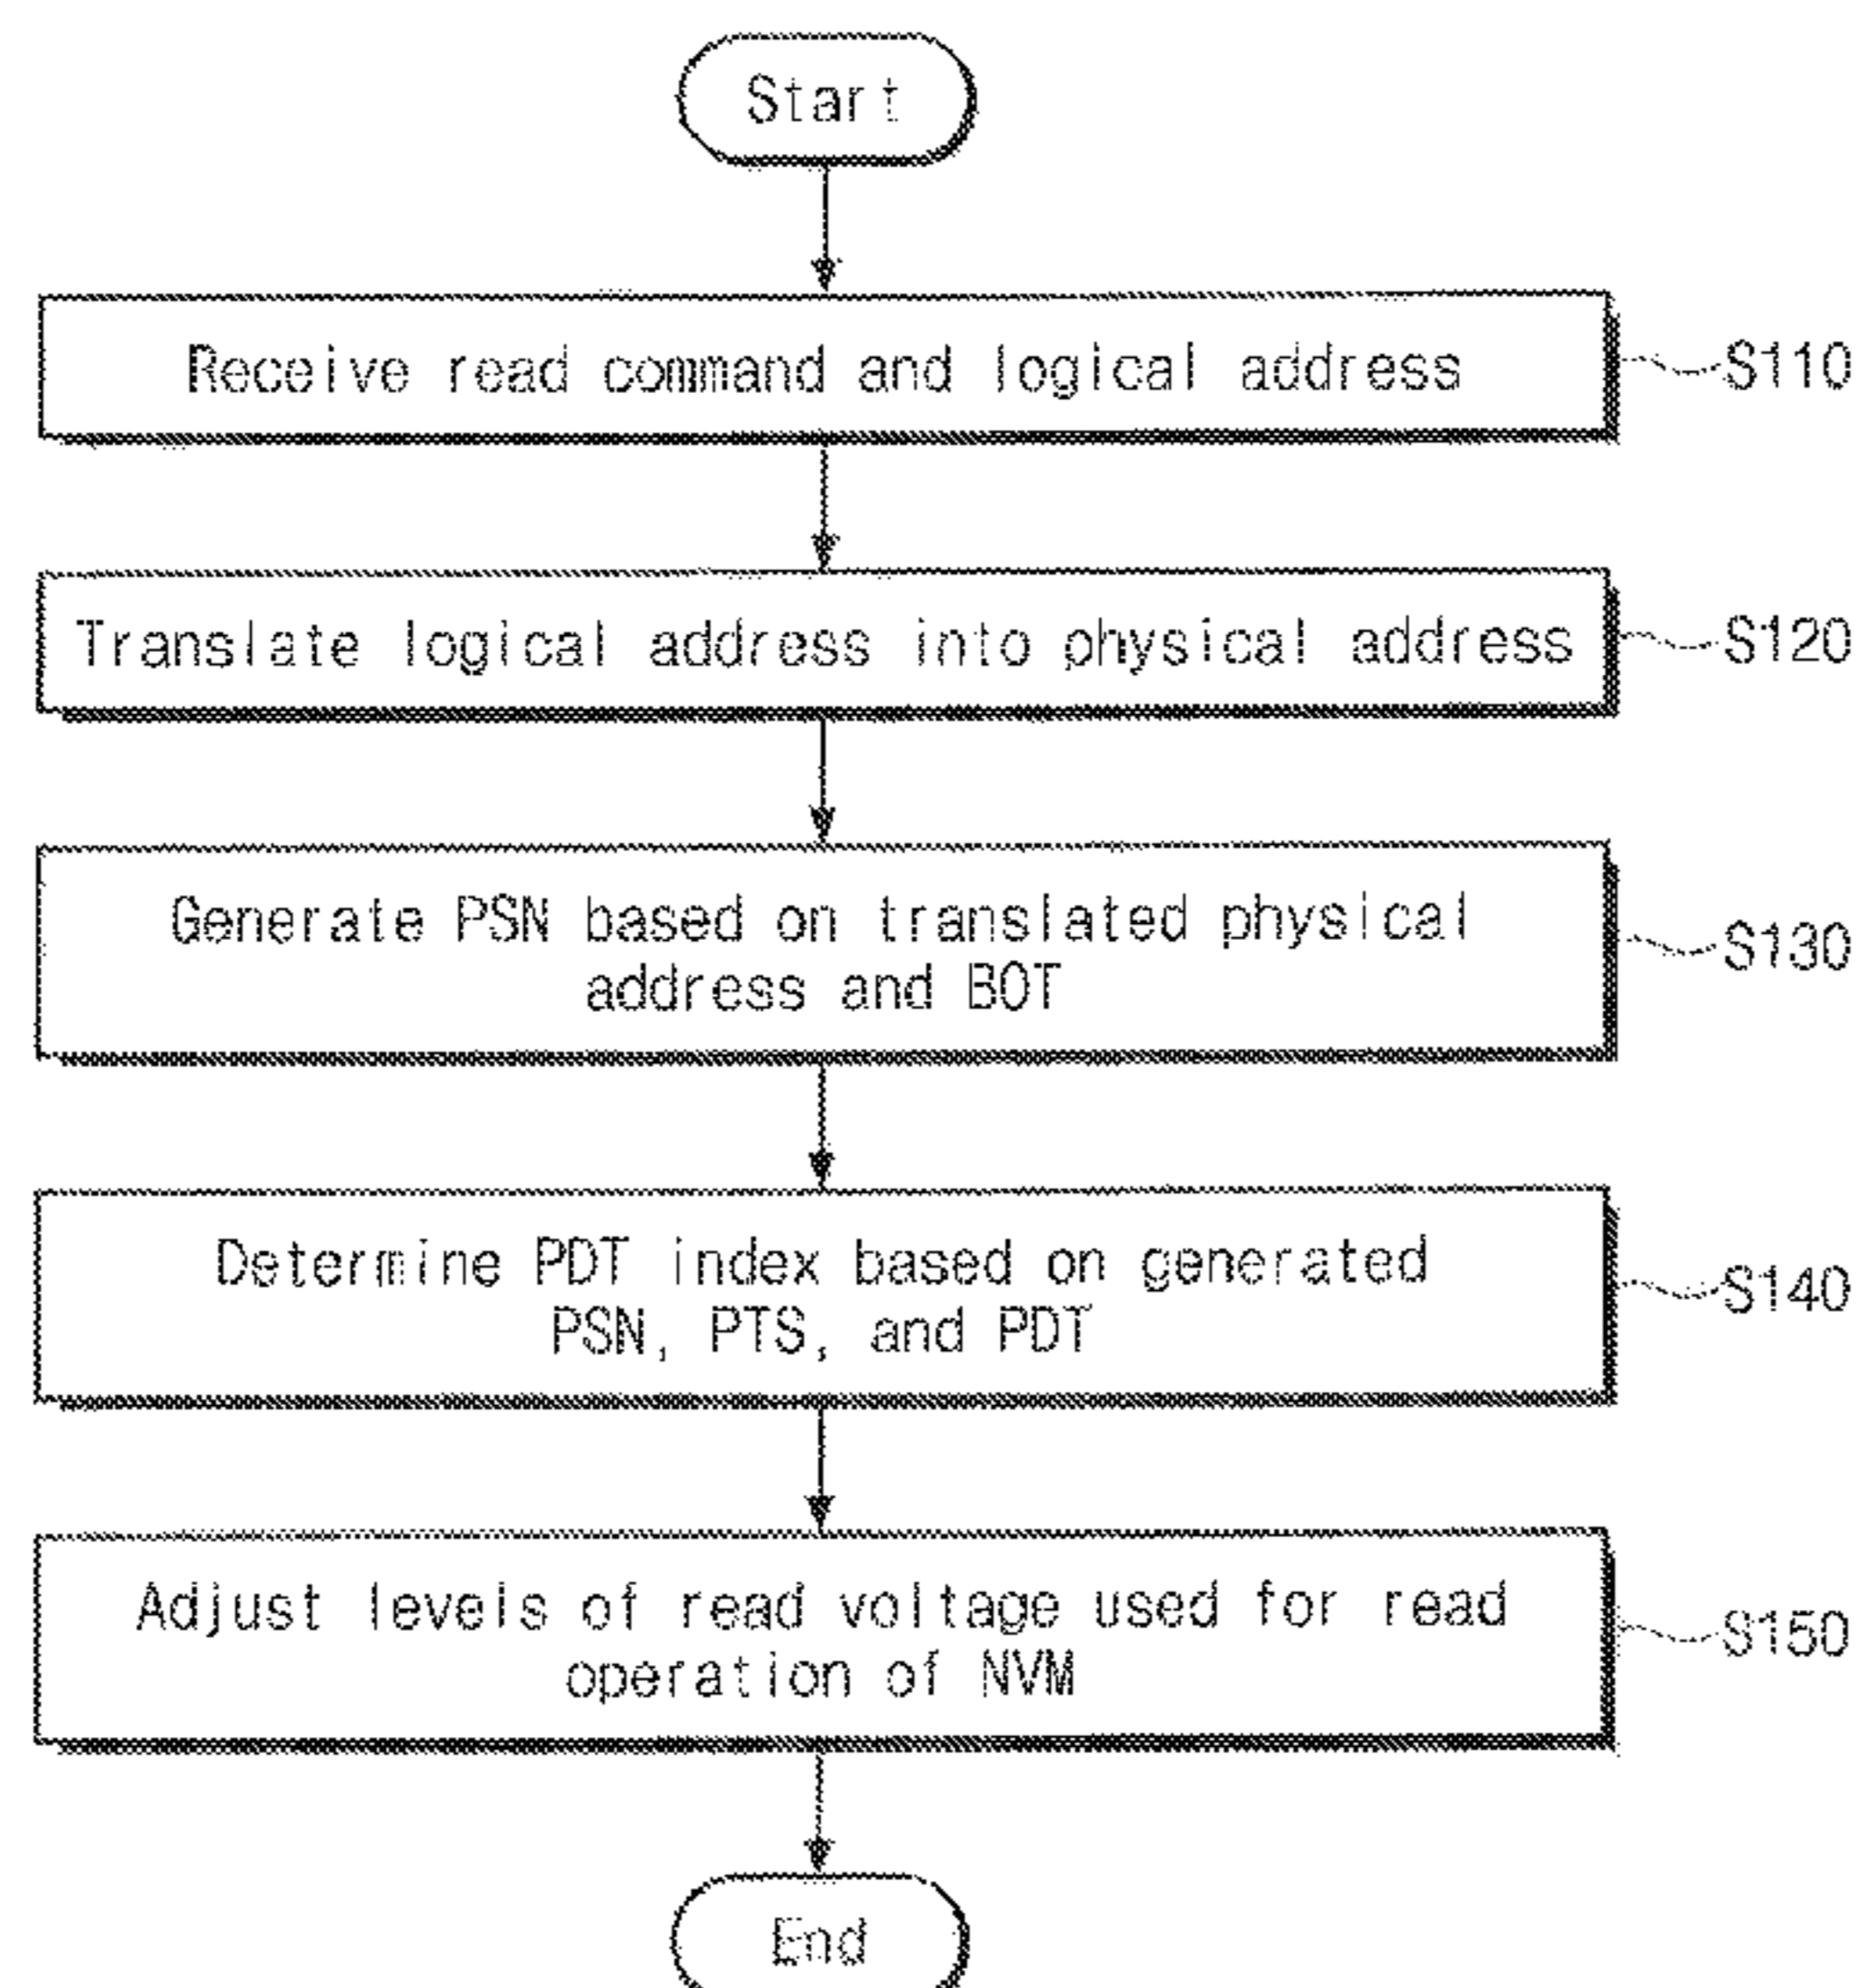 Start
Receive read command and logical address
S110
Translate logical address into physical address
S120
Generate PSN based on translated physical
address and BOT
S130
Determine PDT index based on generated
PSN, PTS, and PDT
S140
Adjust levels of read voltage used for read
operation of NVM
S150
End